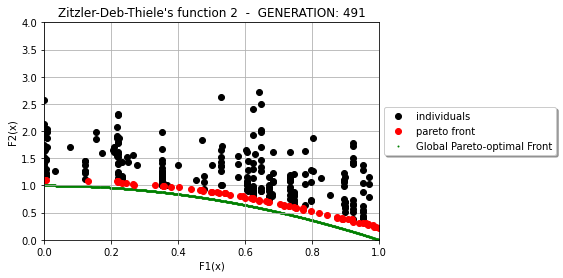 Zitzler-Deb-Thiele's function 2 - GENERATION: 491
4.0
3.5
3.0
2.5
2.0
1.5
1.0
0.5
0.0
F2(x)
0.0 0.2 0.4 0.6 0.8 1.0
F1(x)
individuals
pareto front
Global Pareto-optimal Front